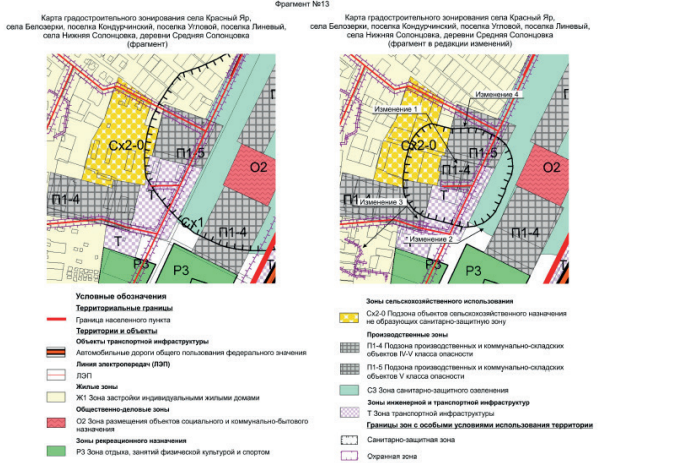 Фрагмент №13
Карта градостроительного зонирования села Красный Яр,
села Белозерки, поселка Кондурчинский, поселка Угловой, поселка Линевый,
села Нижняя Солонцовка, деревни Средняя Солонцовка
(фрагмент)
Карта градостроительного зонирования села Красный Яр,
села Белозерки, поселка Кондурчинский, поселка Угловой, поселка Линевый,
села Нижняя Солонцовка, деревни Средняя Солонцовка
(фрагмент в редакции изменений)
Сх2-0
П1-5
О2
П1-4
Т
Сх1
П1-4
Т
Р3
Р3
Изменение 4
Изменение 1
Сх2-0
П1-5
П1-4
О2
П1-4
Т
Изменение 3
Изменение 2
П1-4
Т
Р3
Р3
Условные обозначения
Территориальные границы
Граница населенного пункта
Территории и объекты
Объекты транспортной инфраструктуры
Автомобильные дороги общего пользования федерального значения
Линия электропередач (ЛЭП)
ЛЭП
Жилые зоны
Ж1 Зона застройки индивидуальными жилыми домами
Общественно-деловые зоны
О2 Зона размещения объектов социального и коммунально-бытового
назначения
Зоны рекреационного назначения
Р3 Зона отдыха, занятий физической культурой и спортом
Зоны сельскохозяйственного использования
Сх2-0 Подзона объектов сельскохозяйственного назначения
не образующих санитарно-защитную зону
Производственные зоны
П1-4 Подзона производственных и коммунально-складских
объектов IV-V класса опасности
П1-5 Подзона производственных и коммунально-складских
объектов V класса опасности
С3 Зона санитарно-защитного озеленения
Зоны инженерной и транспортной инфраструктур
Т Зона транспортной инфраструктуры
Границы зон с особыми условиями использования территории
Санитарно-защитная зона
Охранная зона